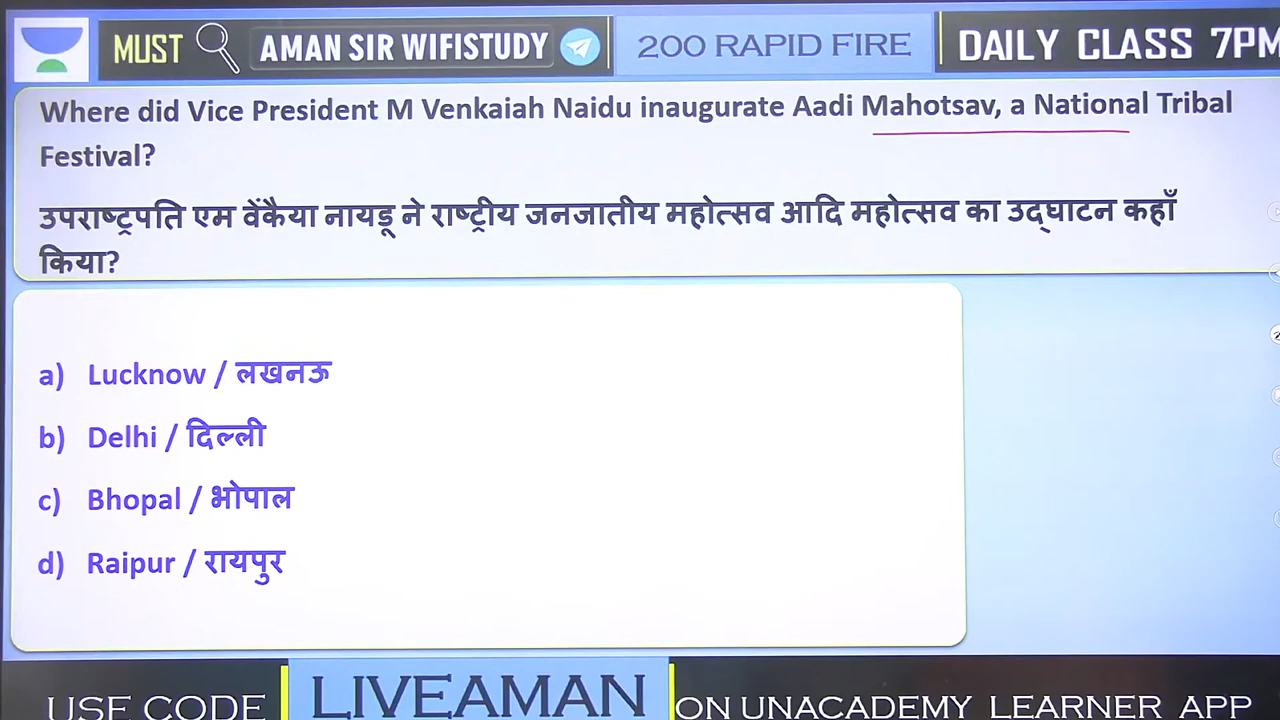 MUST AMAN SIR WIFISTUDY 200 RAPID FIRE DAILY CLASS 7PM
Where did Vice President M Venkaiah Naidu inaugurate Aadi Mahotsav, a National Tribal
Festival?
उपराष्ट्रपति एम वेंकैया नायडू ने राष्ट्रीय जनजातीय महोत्सव आदि महोत्सव का उद्घाटन कहाँ
किया?
a) Lucknow / लखनऊ
b) Delhi / दिल्ली
c) Bhopal / भोपाल
d) Raipur / रायपुर
USE CODE LIVEAMAN ON UNACADEMY LEARNER APP